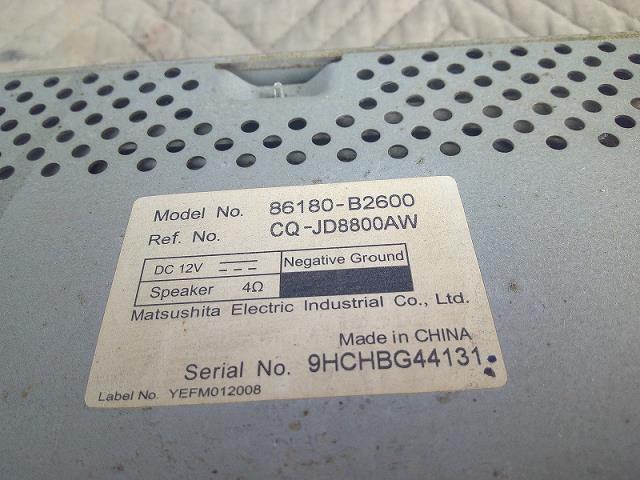 Model No. 86180-B2600
Ref. No. CQ-JD8800AW
DC 12V Negative Ground
Speaker 4Ω
Matsushita Electric Industrial Co., Ltd.
Made in CHINA
Serial No. 9HCHBG44131
Label No. YEFM012008